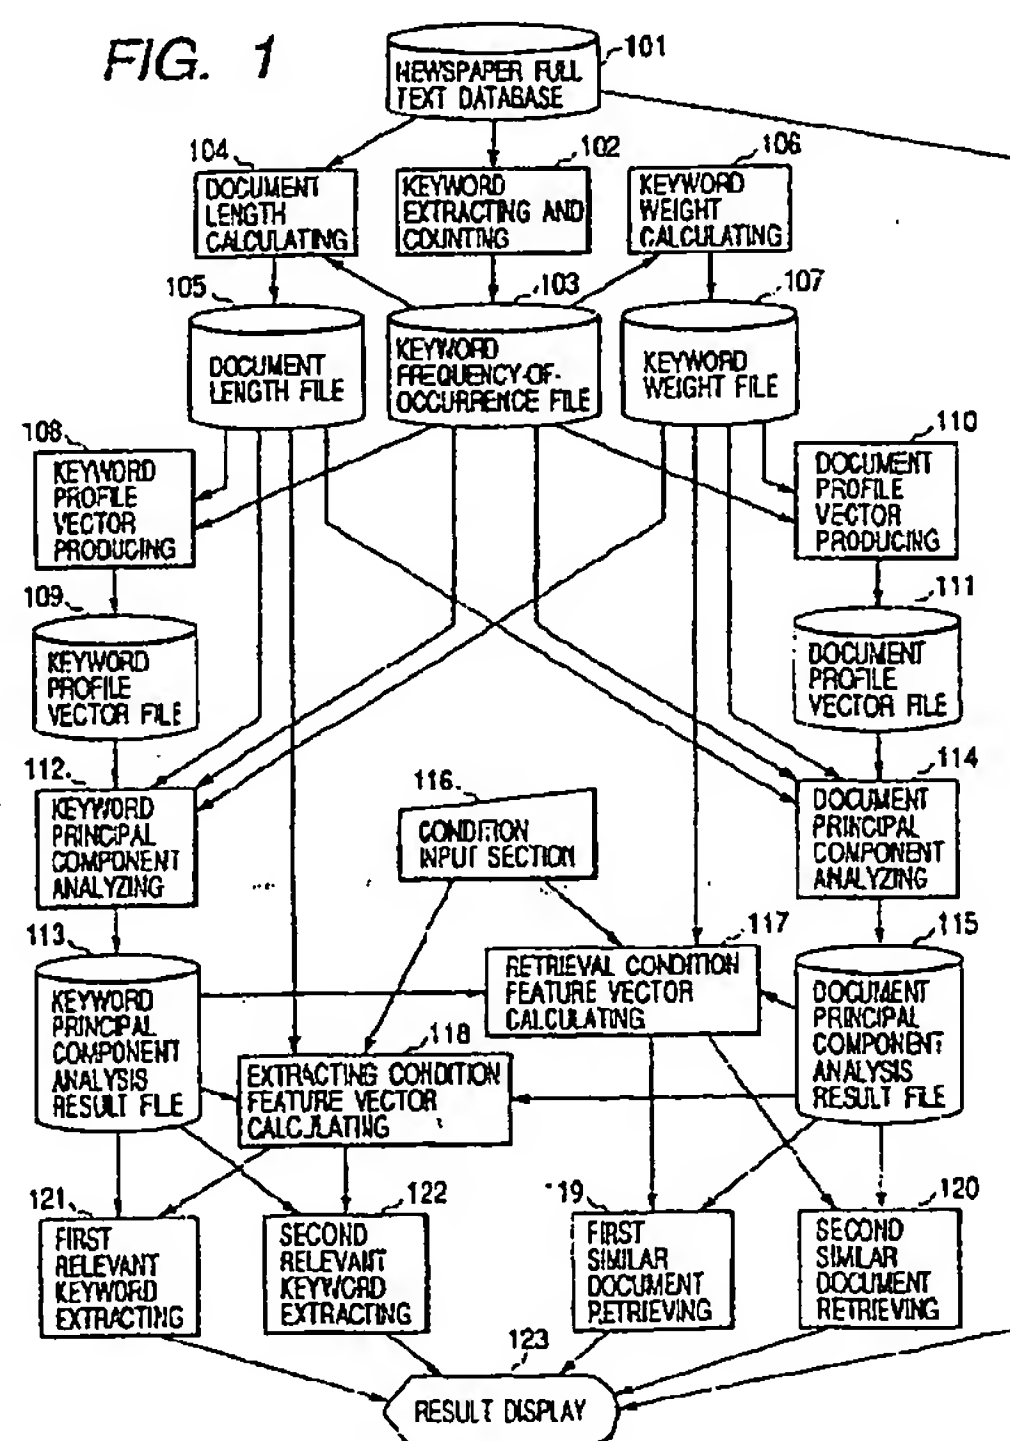 FIG. 1
101
NEWSPAPER FULL
TEXT DATABASE
104
DOCUMENT
LENGTH
CALCULATING
102
KEYWORD
EXTRACTING AND
COUNTING
106
KEYWORD
WEIGHT
CALCULATING
105
DOCUMENT
LENGTH FILE
103
KEYWORD
FREQUENCY-OF-
OCCURRENCE FILE
107
KEYWORD
WEIGHT FILE
108
KEYWORD
PROFILE
VECTOR
PRODUCING
110
DOCUMENT
PROFILE
VECTOR
PRODUCING
109
KEYWORD
PROFILE
VECTOR FILE
111
DOCUMENT
PROFILE
VECTOR FILE
112
KEYWORD
PRINCIPAL
COMPONENT
ANALYZING
116
CONDITION
INPUT SECTION
114
DOCUMENT
PRINCIPAL
COMPONENT
ANALYZING
113
KEYWORD
PRINCIPAL
COMPONENT
ANALYSIS
RESULT FILE
117
RETRIEVAL CONDITION
FEATURE VECTOR
CALCULATING
115
DOCUMENT
PRINCIPAL
COMPONENT
ANALYSIS
RESULT FILE
118
EXTRACTING CONDITION
FEATURE VECTOR
CALCULATING
121
FIRST
RELEVANT
KEYWORD
EXTRACTING
122
SECOND
RELEVANT
KEYWORD
EXTRACTING
119
FIRST
SIMILAR
DOCUMENT
RETRIEVING
120
SECOND
SIMILAR
DOCUMENT
RETRIEVING
123
RESULT DISPLAY